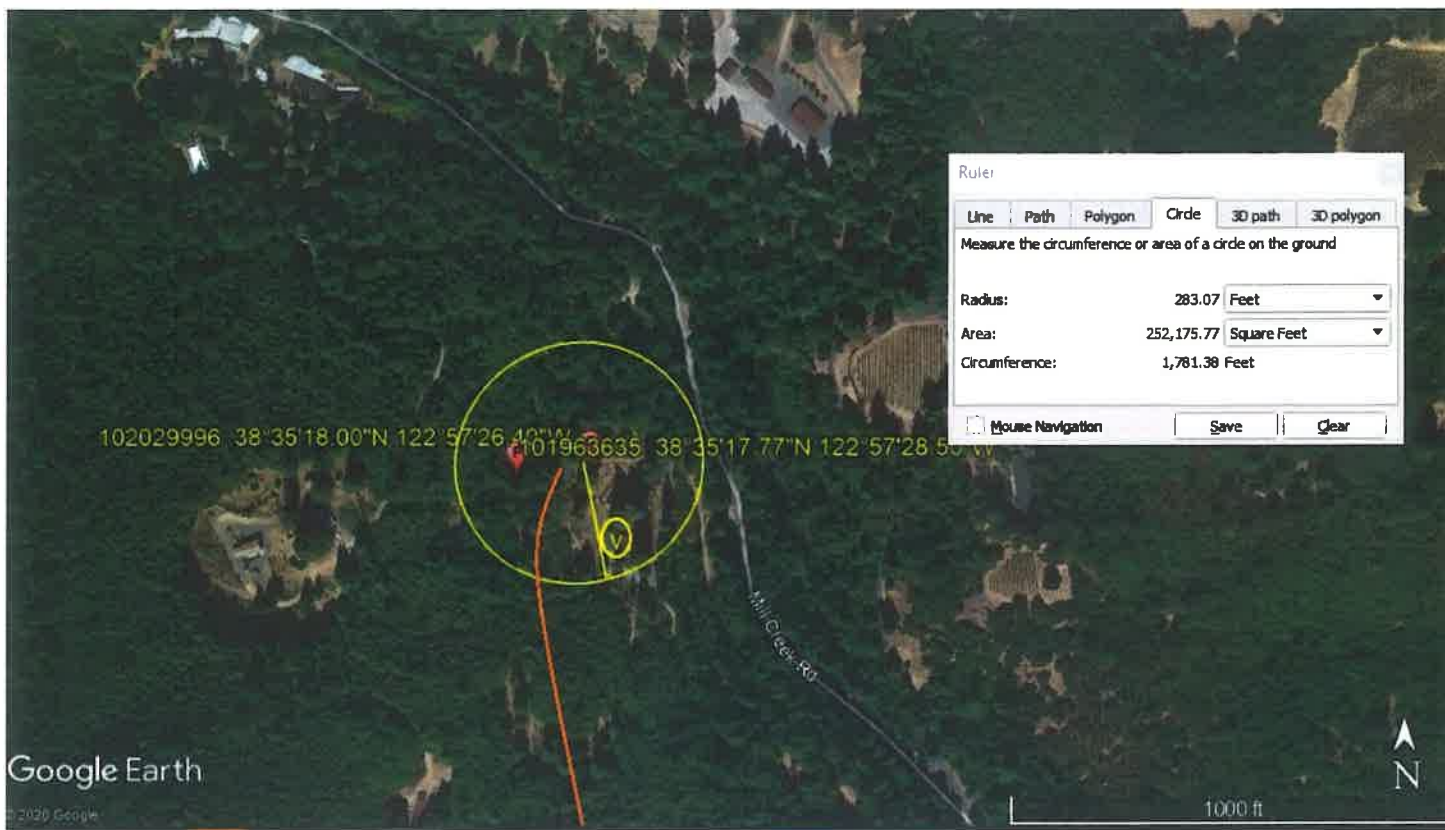 Ruler
Line Path Polygon Circle 3D path 3D polygon
Measure the circumference or area of a circle on the ground
Radius: 283.07 Feet
Area: 252,175.77 Square Feet
Circumference: 1,781.38 Feet
Mouse Navigation Save Clear
102029996 38°35'18.00"N 122°57'26.40"W
101963635 38°35'17.77"N 122°57'28.50"W
V
Mill Creek Rd
Google Earth
© 2020 Google
N
1000 ft